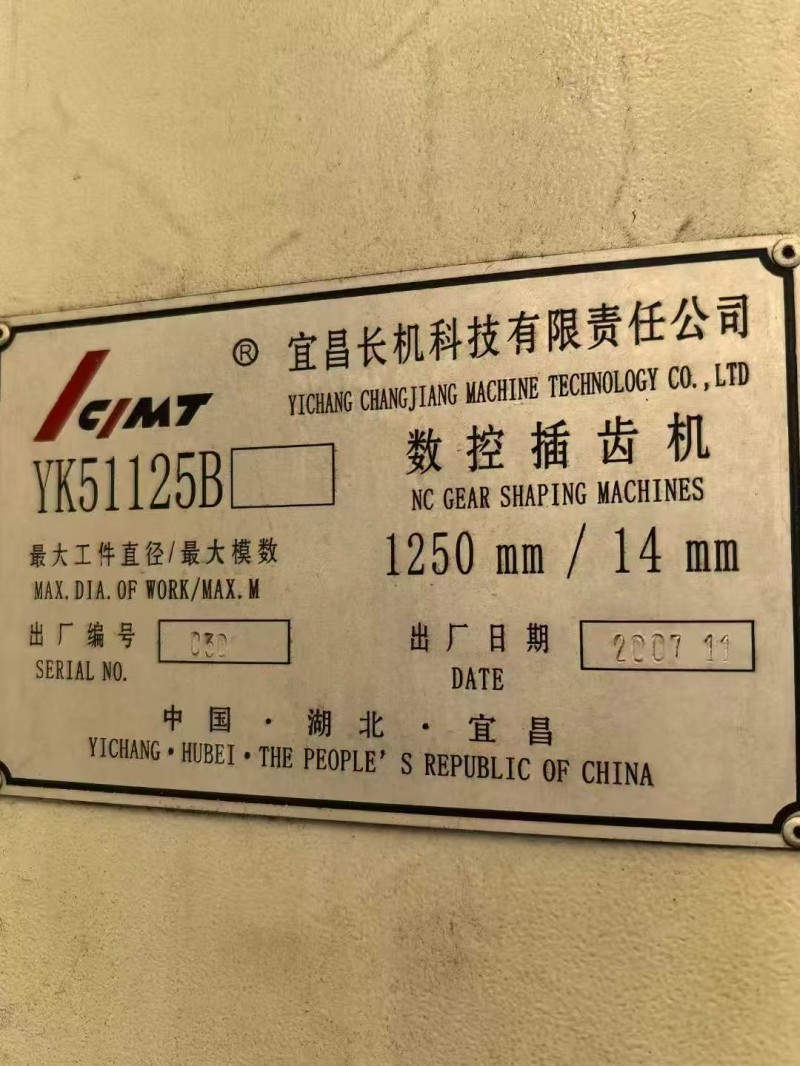 CJMT ® 宜昌长机科技有限责任公司
YICHANG CHANGJIANG MACHINE TECHNOLOGY CO.,LTD
YK51125B 数控插齿机
NC GEAR SHAPING MACHINES
最大工件直径/最大模数 1250 mm / 14 mm
MAX.DIA.OF WORK/MAX.M
出厂编号 030 出厂日期 2007 11
SERIAL NO. DATE
中国·湖北·宜昌
YICHANG·HUBEI·THE PEOPLE'S REPUBLIC OF CHINA